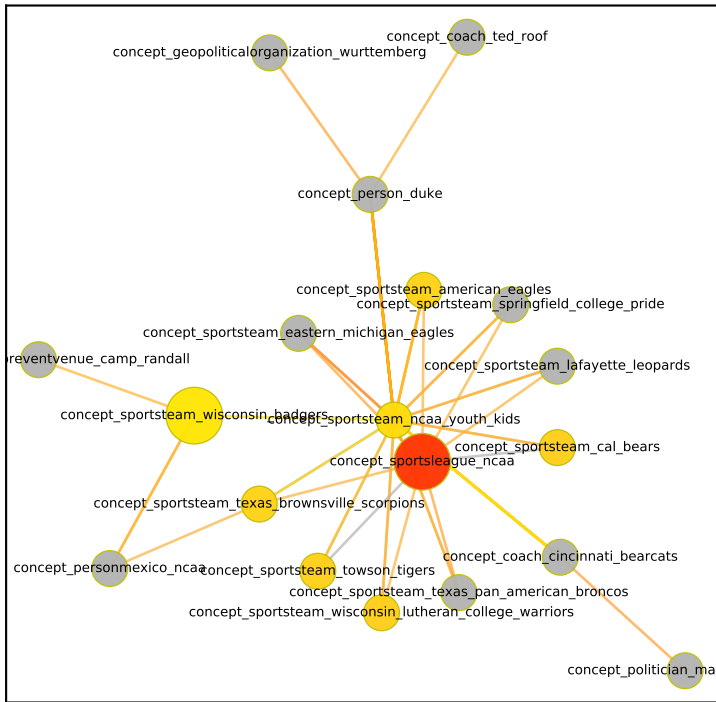 concept_coach_ted_roof
concept_geopoliticalorganization_wurttemberg
concept_person_duke
concept_sportsteam_american_eagles
concept_sportsteam_springfield_college_pride
concept_sportsteam_eastern_michigan_eagles
preventvenue_camp_randall
concept_sportsteam_lafayette_leopards
concept_sportsteam_wisconsin_badgers
concept_sportsteam_ncaa_youth_kids
concept_sportsteam_cal_bears
concept_sportsleague_ncaa
concept_sportsteam_texas_brownsville_scorpions
concept_coach_cincinnati_bearcats
concept_personmexico_ncaa
concept_sportsteam_towson_tigers
concept_sportsteam_texas_pan_american_broncos
concept_sportsteam_wisconsin_lutheran_college_warriors
concept_politician_ma